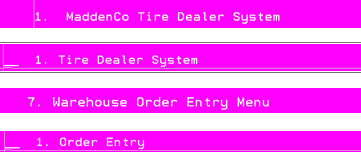 1. MaddenCo Tire Dealer System
1. Tire Dealer System
7. Warehouse Order Entry Menu
1. Order Entry